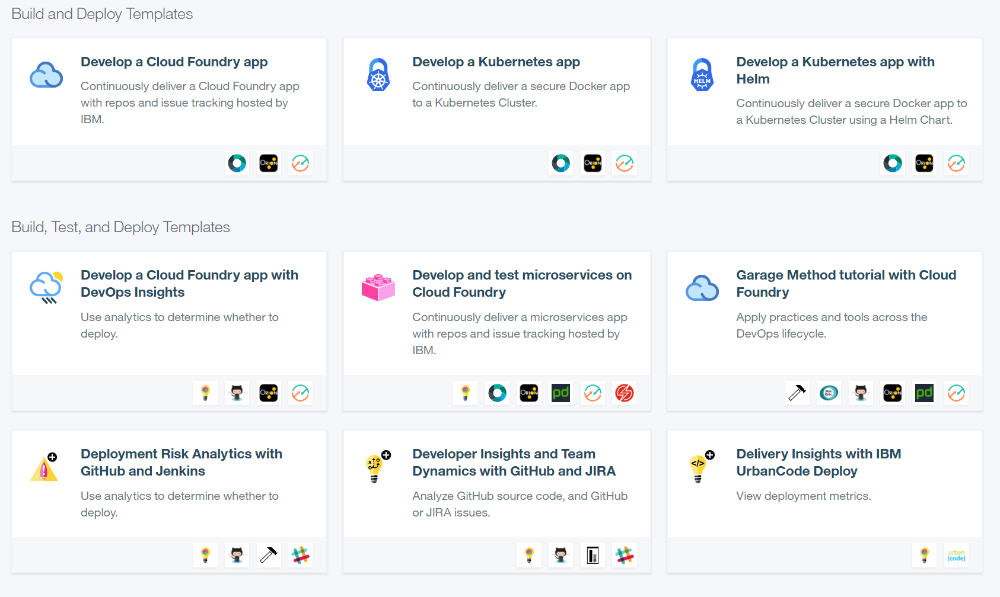 Build and Deploy Templates
Develop a Cloud Foundry app
Continuously deliver a Cloud Foundry app
with repos and issue tracking hosted by
IBM.
ORION
Develop a Kubernetes app
Continuously deliver a secure Docker app
to a Kubernetes Cluster.
ORION
HELM
Develop a Kubernetes app with
Helm
Continuously deliver a secure Docker app to
a Kubernetes Cluster using a Helm Chart.
ORION
Build, Test, and Deploy Templates
Develop a Cloud Foundry app with
DevOps Insights
Use analytics to determine whether to
deploy.
ORION
Develop and test microservices on
Cloud Foundry
Continuously deliver a microservices app
with repos and issue tracking hosted by
IBM.
ORION
pd
Garage Method tutorial with Cloud
Foundry
Apply practices and tools across the
DevOps lifecycle.
New
Relic
ORION
pd
Deployment Risk Analytics with
GitHub and Jenkins
Use analytics to determine whether to
deploy.
Developer Insights and Team
Dynamics with GitHub and JIRA
Analyze GitHub source code, and GitHub
or JIRA issues.
</>
Delivery Insights with IBM
UrbanCode Deploy
View deployment metrics.
urban
{code}